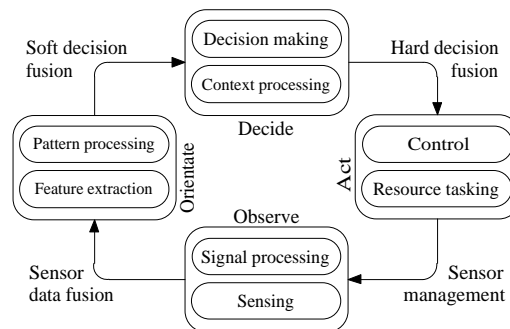 Soft decision
fusion
Decision making
Context processing
Decide
Hard decision
fusion
Pattern processing
Feature extraction
Orientate
Act
Control
Resource tasking
Observe
Signal processing
Sensing
Sensor
data fusion
Sensor
management